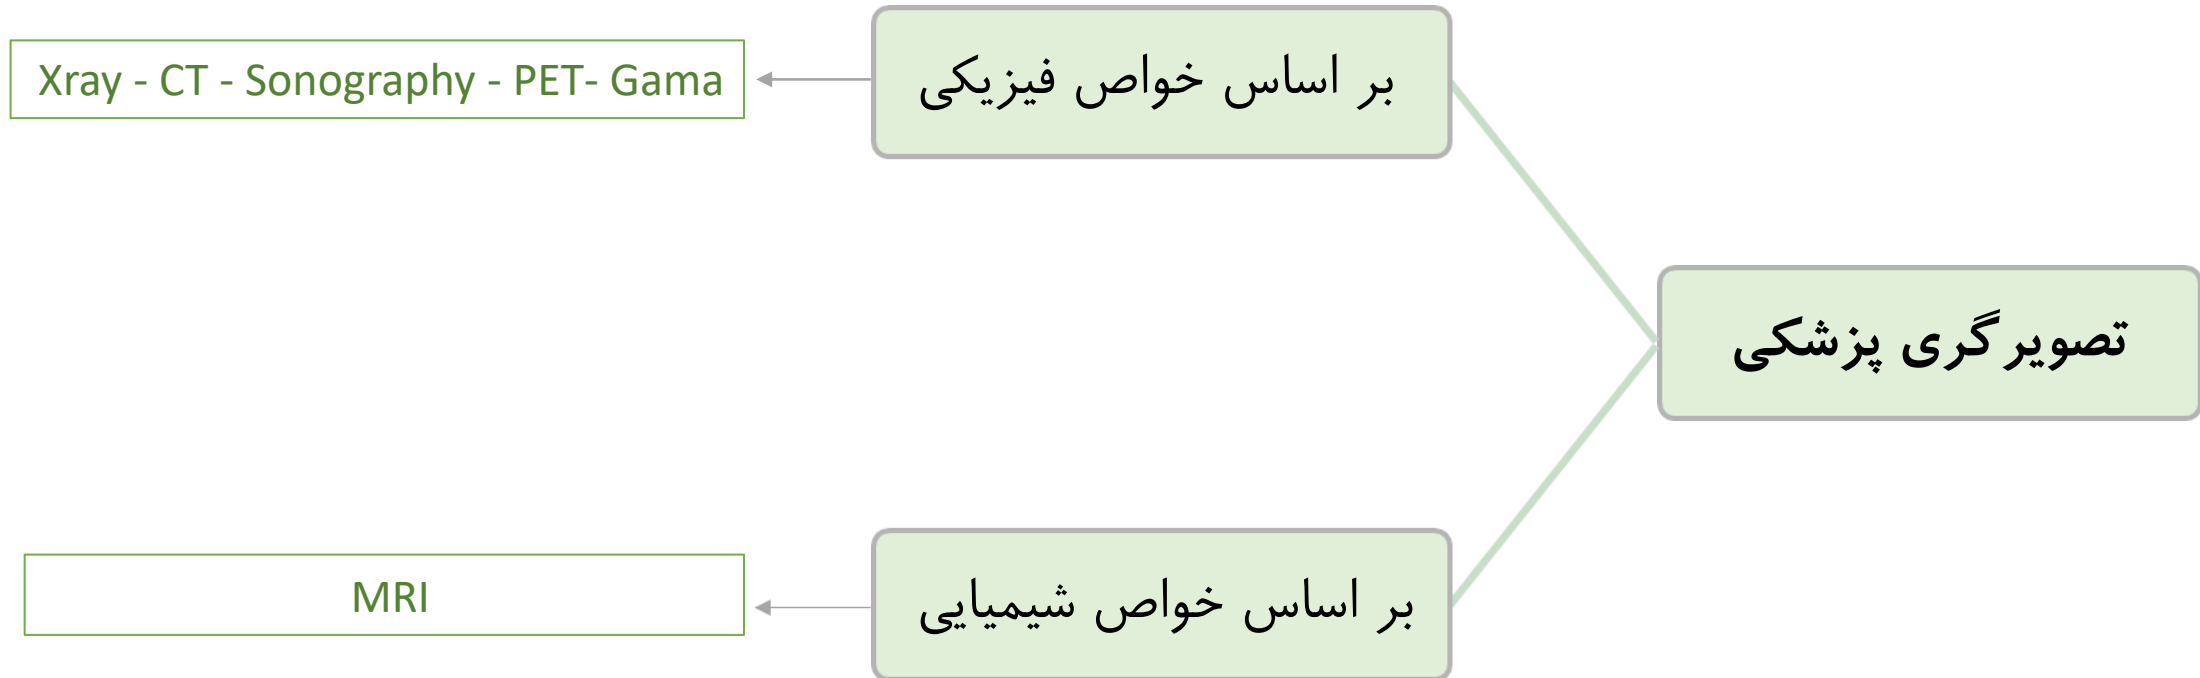 تصویرگری پزشکی
بر اساس خواص فیزیکی
Xray - CT - Sonography - PET- Gama
بر اساس خواص شیمیایی
MRI